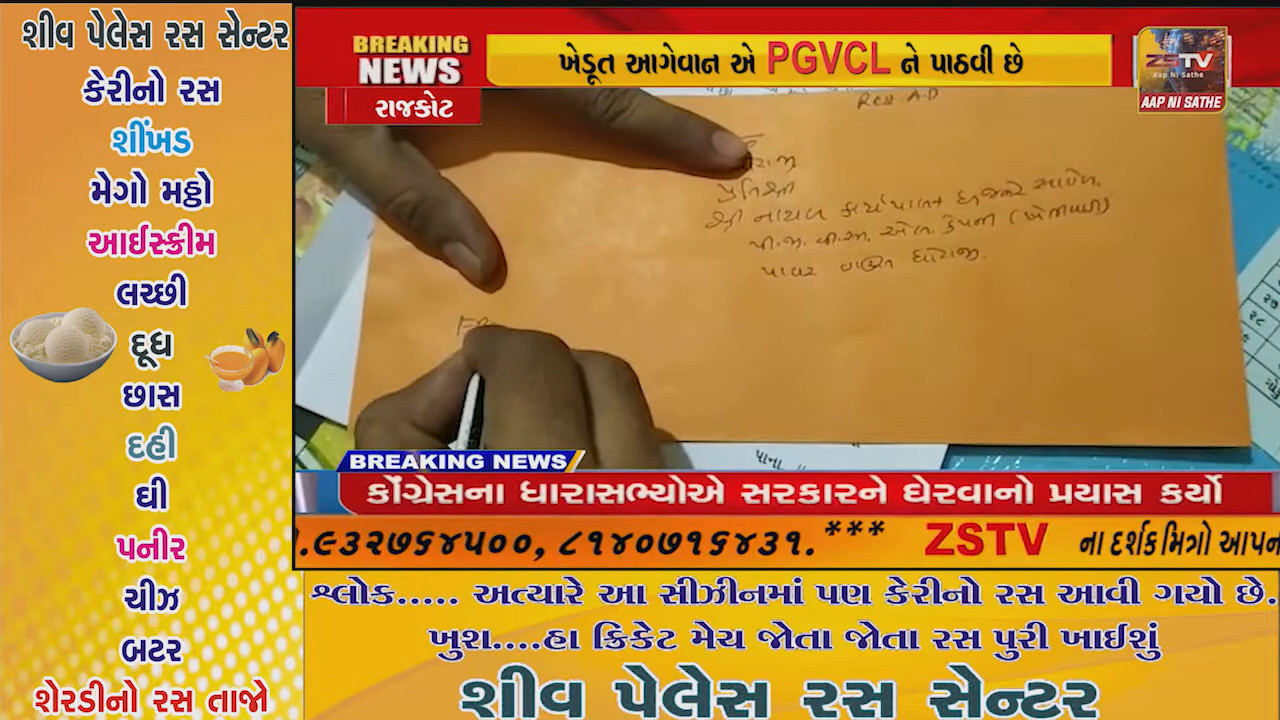 શીવ પેલેસ રસ સેન્ટર
કેરીનો રસ
શીંખડ
મેગો મઠ્ઠો
આઈસ્ક્રીમ
લચ્છી
દૂધ
છાસ
દહી
ઘી
પનીર
ચીઝ
બટર
શેરડીનો રસ તાજો
BREAKING NEWS
ખેડૂત આગેવાન એ PGVCL ને પાઠવી છે
ZSTV
Aap Ni Sathe
AAP NI SATHE
રાજકોટ
પ્રતિશ્રી
શ્રી નાયબ કાર્યપાલક
પી.જી.વી.સી. એલ. કંપની
પાવર હાઉસ ધોરાજી.
BREAKING NEWS
કોંગ્રેસના ધારાસભ્યોએ સરકારને ઘેરવાનો પ્રયાસ કર્યો
.૯૩૨૭૬૪૫૦૦, ૮૧૪૦૭૧૬૪૩૧.*** ZSTV ના દર્શક મિત્રો આપન
શ્લોક..... અત્યારે આ સીઝીનમાં પણ કેરીનો રસ આવી ગયો છે.
ખુશ....હા ક્રિકેટ મેચ જોતા જોતા રસ પુરી ખાઈશું
શીવ પેલેસ રસ સેન્ટર